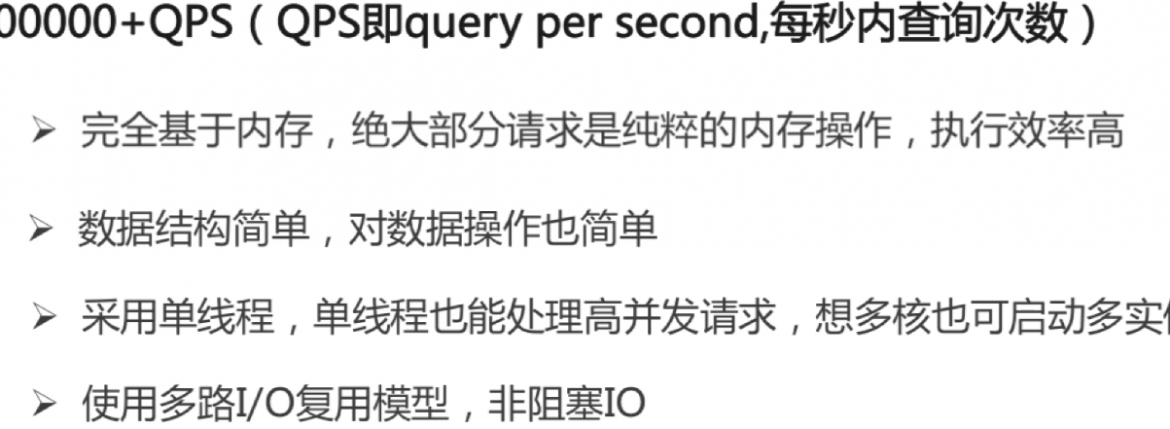 00000+QPS（QPS即query per second,每秒内查询次数）
➢ 完全基于内存，绝大部分请求是纯粹的内存操作，执行效率高
➢ 数据结构简单，对数据操作也简单
➢ 采用单线程，单线程也能处理高并发请求，想多核也可启动多实
➢ 使用多路I/O复用模型，非阻塞IO